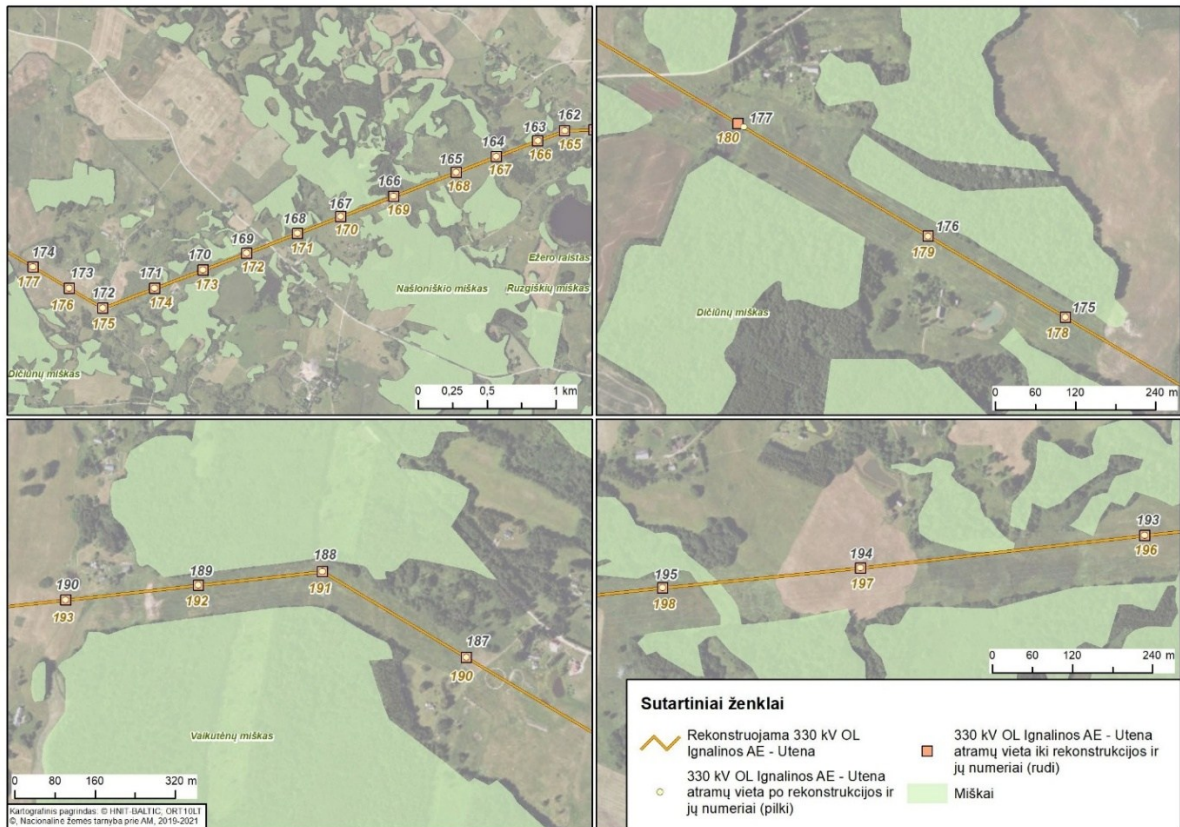 162
163
165
164
166
165
167
166
168
167
169
168
170
169
171
170
172
171
173
174
172
174
173
177
176
175
Ežero raistas
Našloniškio miškas
Ruzgiškių miškas
Dičiūnų miškas
0 0,25 0,5 1 km
177
180
176
179
175
178
Dičiūnų miškas
0 60 120 240 m
188
189
191
190
192
193
187
190
Vaikutėnų miškas
0 80 160 320 m
Kartografinis pagrindas: © HNIT-BALTIC, ORT10LT
©, Nacionalinė žemės tarnyba prie AM, 2019-2021
193
196
194
197
195
198
0 60 120 240 m
Sutartiniai ženklai
Rekonstruojama 330 kV OL
Ignalinos AE - Utena
330 kV OL Ignalinos AE - Utena
atramų vieta po rekonstrukcijos ir
jų numeriai (pilki)
330 kV OL Ignalinos AE - Utena
atramų vieta iki rekonstrukcijos ir
jų numeriai (rudi)
Miškai